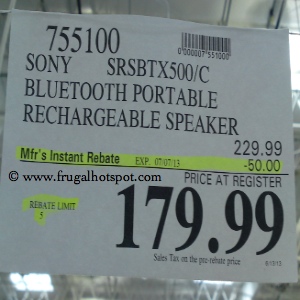 755100
0000007551000
SONY SRSBTX500/C
BLUETOOTH PORTABLE
RECHARGEABLE SPEAKER
229.99
Mfr's Instant Rebate EXP. 07/07/13 -50.00
www.frugalhotspot.com
PRICE AT REGISTER
REBATE LIMIT
5
179.99
Sales Tax on the pre-rebate price